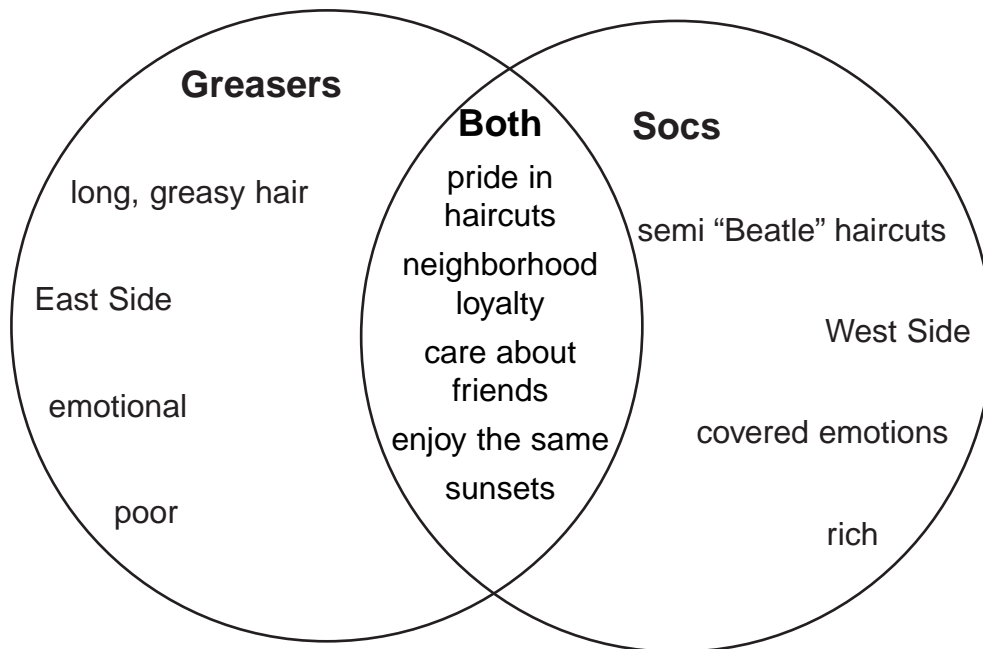 Greasers
long, greasy hair
East Side
emotional
poor
Both
pride in
haircuts
neighborhood
loyalty
care about
friends
enjoy the same
sunsets
Socs
semi “Beatle” haircuts
West Side
covered emotions
rich